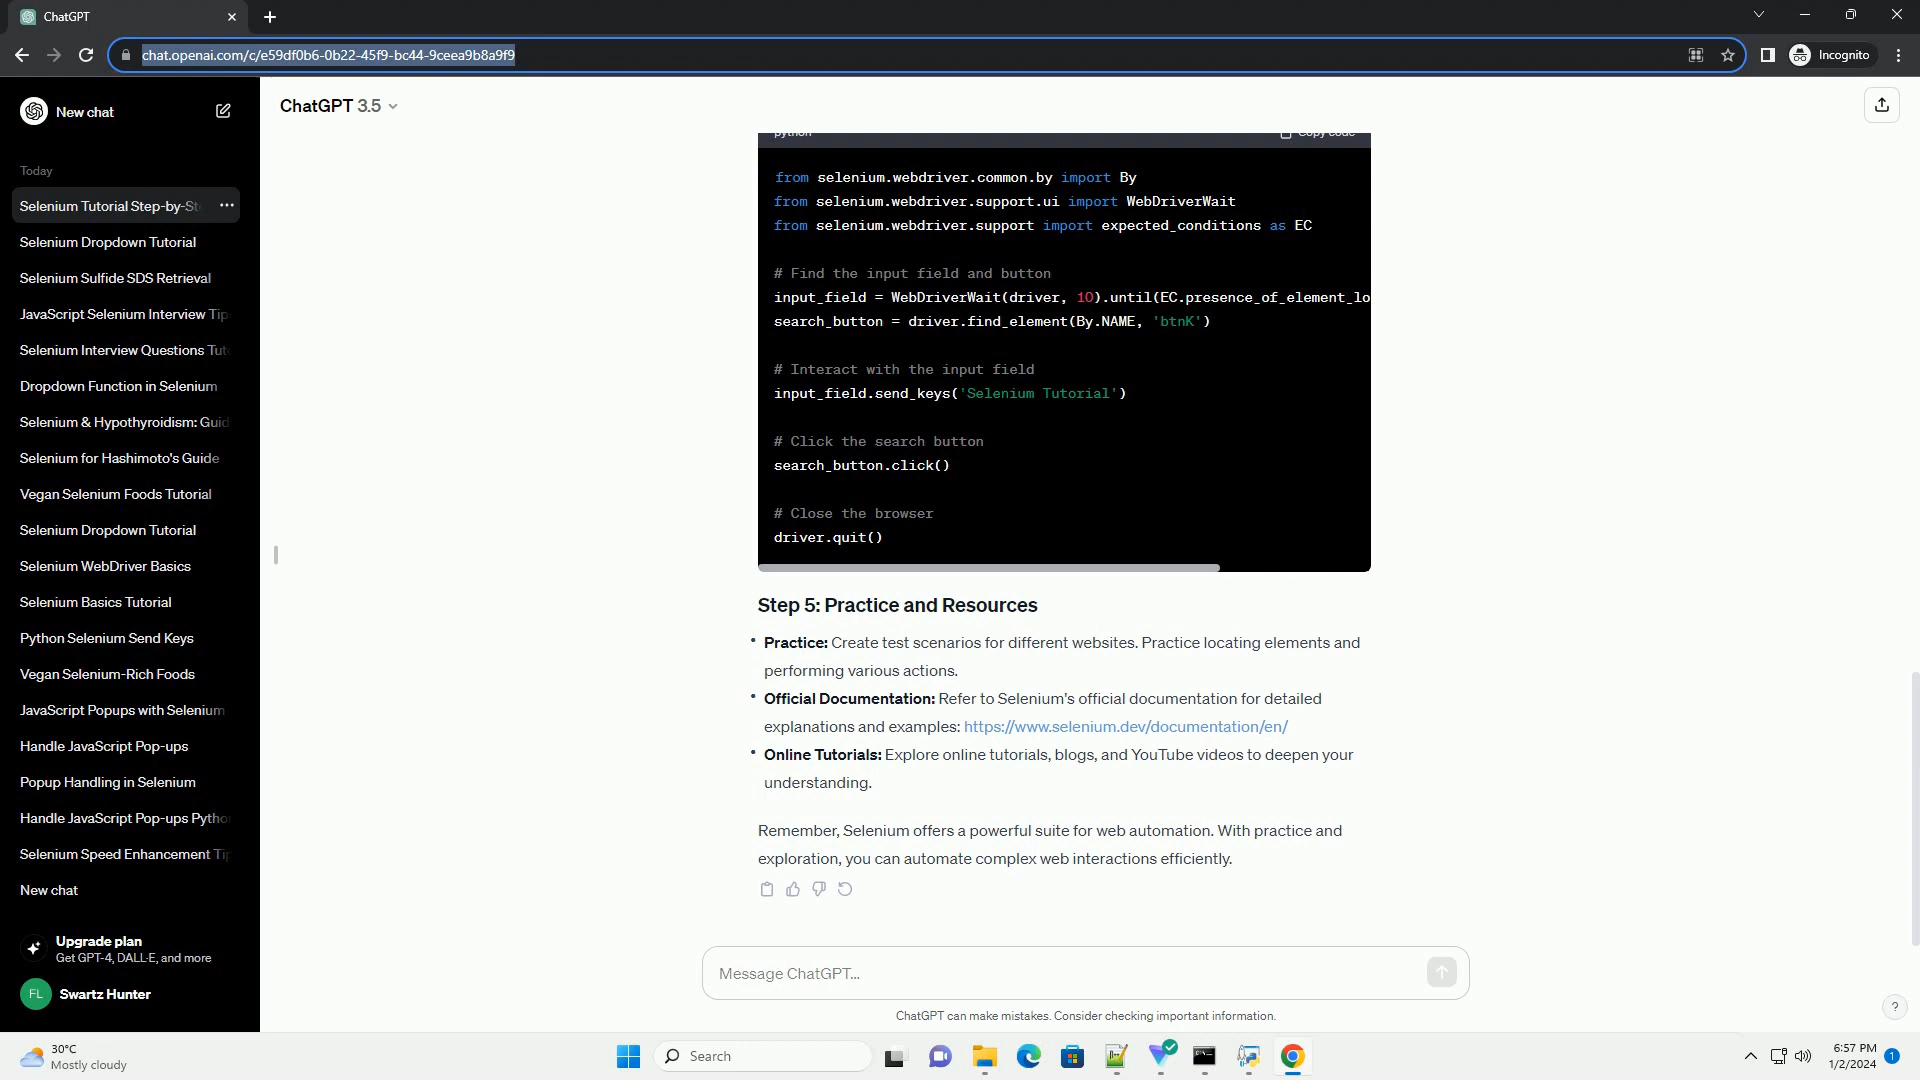 ChatGPT
chat.openai.com/c/e59df0b6-0b22-45f9-bc44-9ceea9b8a9f9
Incognito
New chat
Today
Selenium Tutorial Step-by-St
Selenium Dropdown Tutorial
Selenium Sulfide SDS Retrieval
JavaScript Selenium Interview Tip
Selenium Interview Questions Tut
Dropdown Function in Selenium
Selenium & Hypothyroidism: Guid
Selenium for Hashimoto's Guide
Vegan Selenium Foods Tutorial
Selenium Dropdown Tutorial
Selenium WebDriver Basics
Selenium Basics Tutorial
Python Selenium Send Keys
Vegan Selenium-Rich Foods
JavaScript Popups with Selenium
Handle JavaScript Pop-ups
Popup Handling in Selenium
Handle JavaScript Pop-ups Pytho
Selenium Speed Enhancement Ti
New chat
Upgrade plan
Get GPT-4, DALL·E, and more
FL
Swartz Hunter
ChatGPT 3.5
python
Copy code
from selenium.webdriver.common.by import By
from selenium.webdriver.support.ui import WebDriverWait
from selenium.webdriver.support import expected_conditions as EC
# Find the input field and button
input_field = WebDriverWait(driver, 10).until(EC.presence_of_element_lo
search_button = driver.find_element(By.NAME, 'btnK')
# Interact with the input field
input_field.send_keys('Selenium Tutorial')
# Click the search button
search_button.click()
# Close the browser
driver.quit()
Step 5: Practice and Resources
• Practice: Create test scenarios for different websites. Practice locating elements and
performing various actions.
• Official Documentation: Refer to Selenium's official documentation for detailed
explanations and examples: https://www.selenium.dev/documentation/en/
• Online Tutorials: Explore online tutorials, blogs, and YouTube videos to deepen your
understanding.
Remember, Selenium offers a powerful suite for web automation. With practice and
exploration, you can automate complex web interactions efficiently.
Message ChatGPT...
ChatGPT can make mistakes. Consider checking important information.
?
30°C
Mostly cloudy
Search
6:57 PM
1/2/2024
1